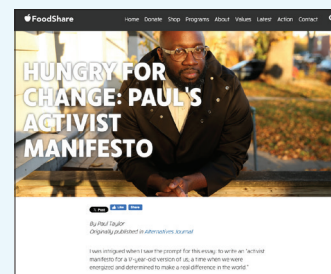 FoodShare
Home Donate Shop Programs About Values Latest Action Contact
HUNGRY FOR
CHANGE: PAUL'S
ACTIVIST
MANIFESTO
X Post Like Share
By Paul Taylor
Originally published in Alternatives Journal
I was intrigued when I saw the prompt for this essay: to write an "activist
manifesto for a 17-year-old version of us, a time when we were
energized and determined to make a real difference in the world."